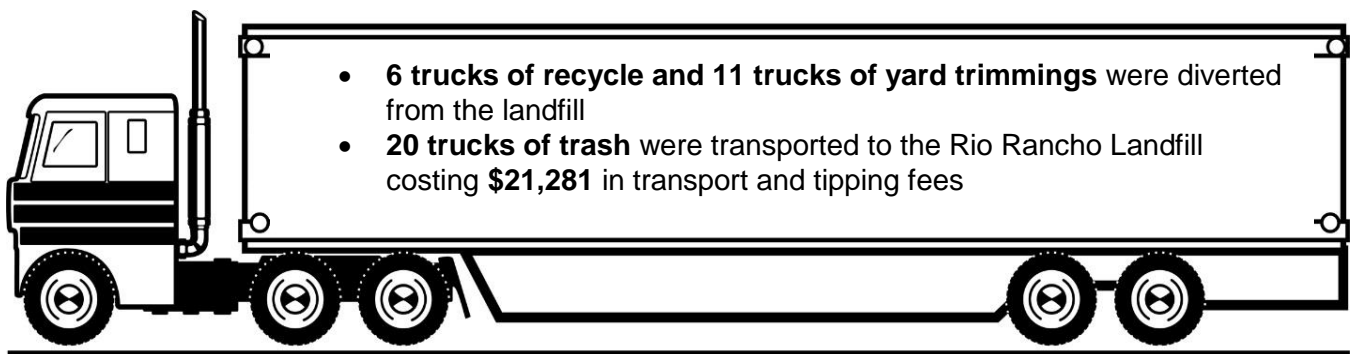 • 6 trucks of recycle and 11 trucks of yard trimmings were diverted
from the landfill
• 20 trucks of trash were transported to the Rio Rancho Landfill
costing $21,281 in transport and tipping fees